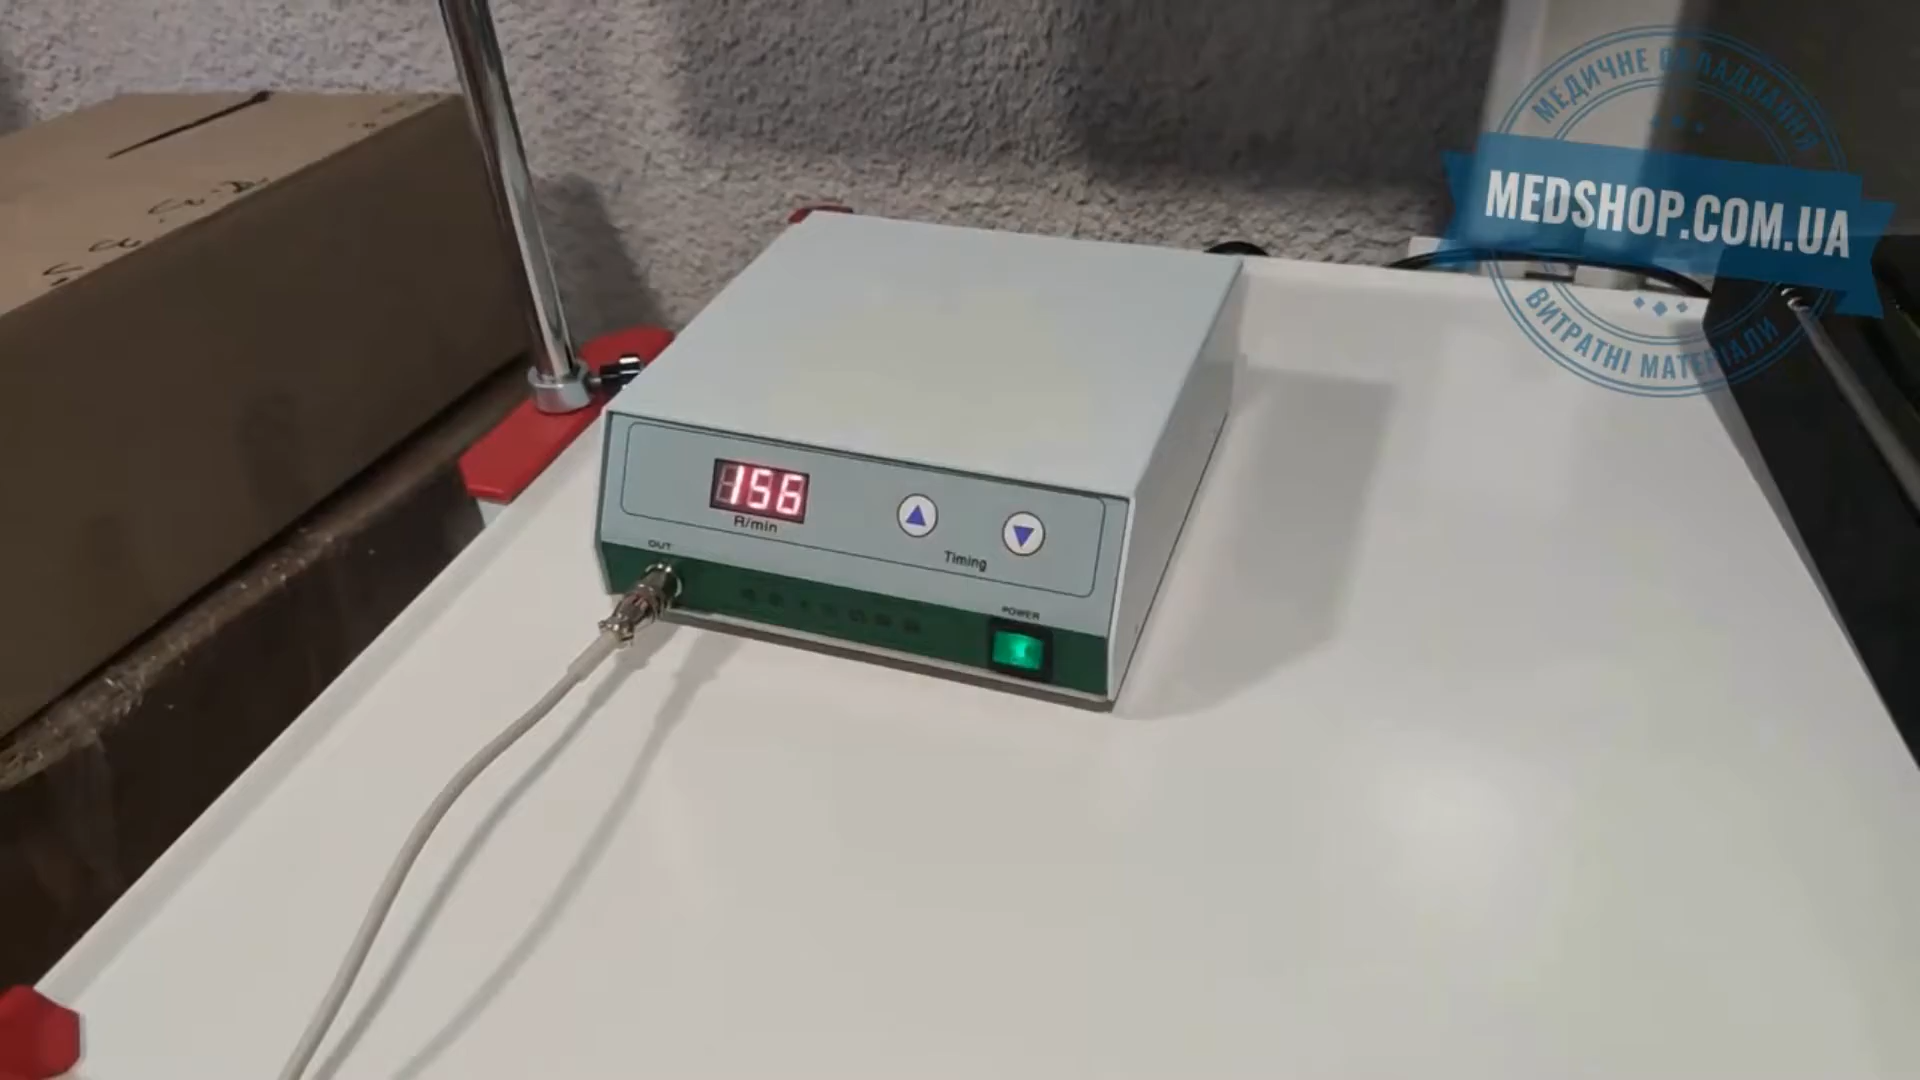 МЕДИЧНЕ ОБЛАДНАННЯ
MEDSHOP.COM.UA
ВИТРАТНІ МАТЕРІАЛИ
156
R/min
OUT
Timing
POWER